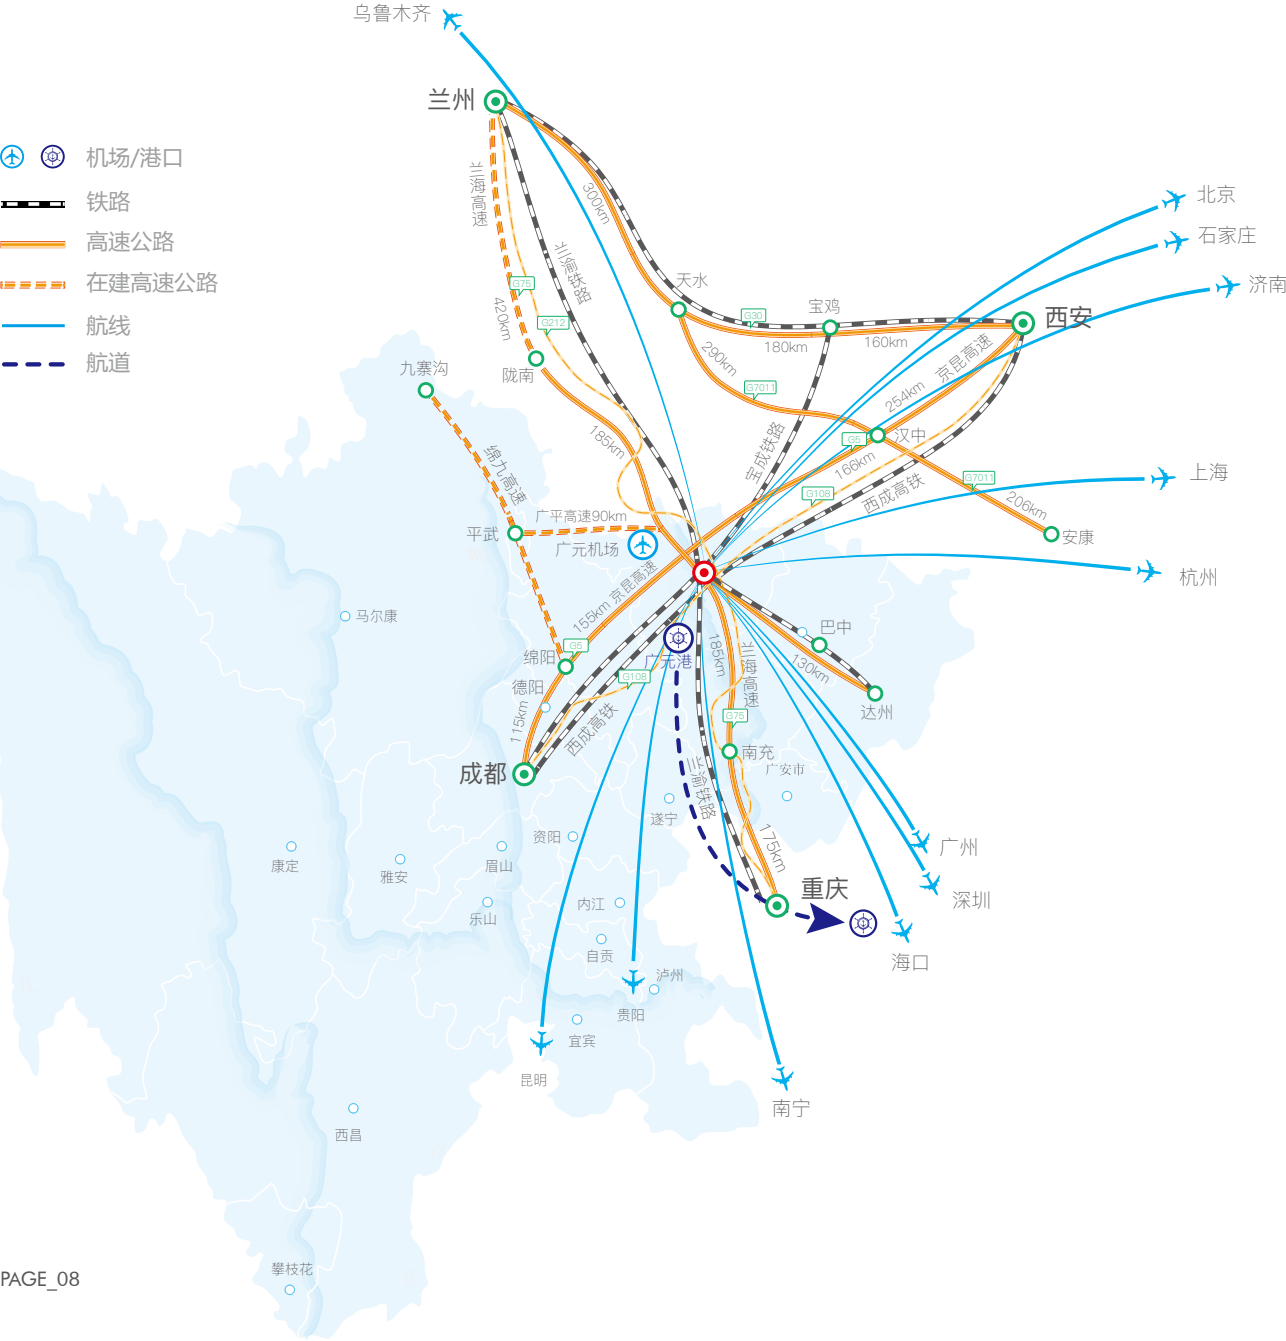 乌鲁木齐
兰州
机场/港口
铁路
高速公路
在建高速公路
航线
航道
兰海高速
300km
北京
石家庄
济南
兰渝铁路
天水
G75
420km
G212
宝鸡
G30
180km
160km
西安
陇南
290km
京昆高速
九寨沟
G7011
254km
185km
G5
汉中
宝成铁路
166km
绵九高速
G108
西成高铁
G7011
206km
上海
平武
广平高速90km
广元机场
安康
杭州
155km 京昆高速
马尔康
巴中
绵阳
G5
广元港
185km
兰海高速
130km
德阳
G108
115km
西成高铁
G75
达州
南充
成都
兰渝铁路
广安市
遂宁
175km
资阳
康定
雅安
眉山
广州
重庆
乐山
内江
深圳
自贡
海口
泸州
贵阳
宜宾
昆明
南宁
西昌
攀枝花
PAGE_08